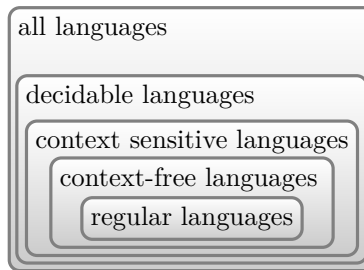 all languages
decidable languages
context sensitive languages
context-free languages
regular languages